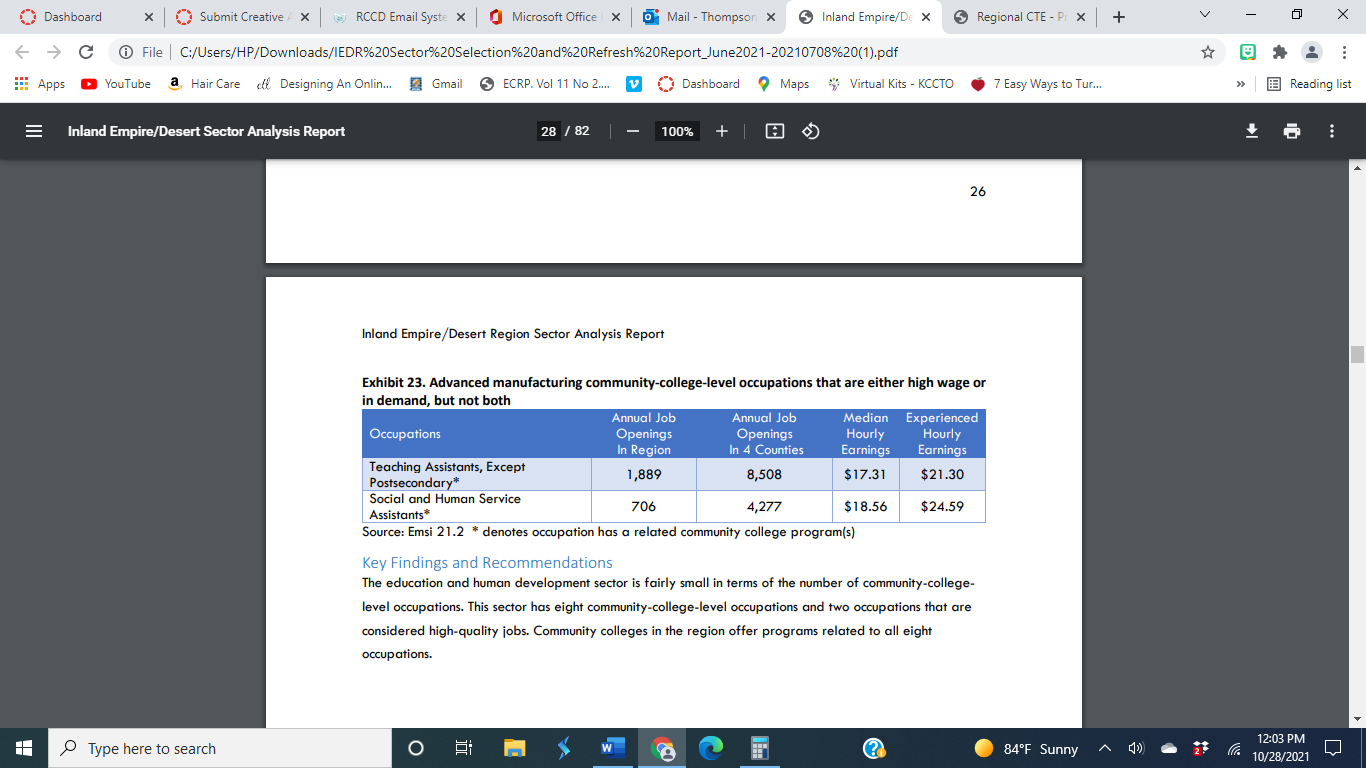 Dashboard
Submit Creative
RCCD Email Syste
Microsoft Office
Mail - Thompson
Inland Empire/De
Regional CTE - Pr
File
C:/Users/HP/Downloads/IEDR%20Sector%20Selection%20and%20Refresh%20Report_June2021-20210708%20(1).pdf
Apps
YouTube
Hair Care
Designing An Onlin...
Gmail
ECRP. Vol 11 No 2....
Dashboard
Maps
Virtual Kits - KCCTO
7 Easy Ways to Tur...
»
Reading list
Inland Empire/Desert Sector Analysis Report
28 / 82
100%
26
Inland Empire/Desert Region Sector Analysis Report
Exhibit 23. Advanced manufacturing community-college-level occupations that are either high wage or
in demand, but not both
Occupations
Annual Job
Openings
In Region
Annual Job
Openings
In 4 Counties
Median
Hourly
Earnings
Experienced
Hourly
Earnings
Teaching Assistants, Except
Postsecondary*
1,889
8,508
$17.31
$21.30
Social and Human Service
Assistants*
706
4,277
$18.56
$24.59
Source: Emsi 21.2 * denotes occupation has a related community college program(s)
Key Findings and Recommendations
The education and human development sector is fairly small in terms of the number of community-college-
level occupations. This sector has eight community-college-level occupations and two occupations that are
considered high-quality jobs. Community colleges in the region offer programs related to all eight
occupations.
Type here to search
84°F Sunny
12:03 PM
10/28/2021